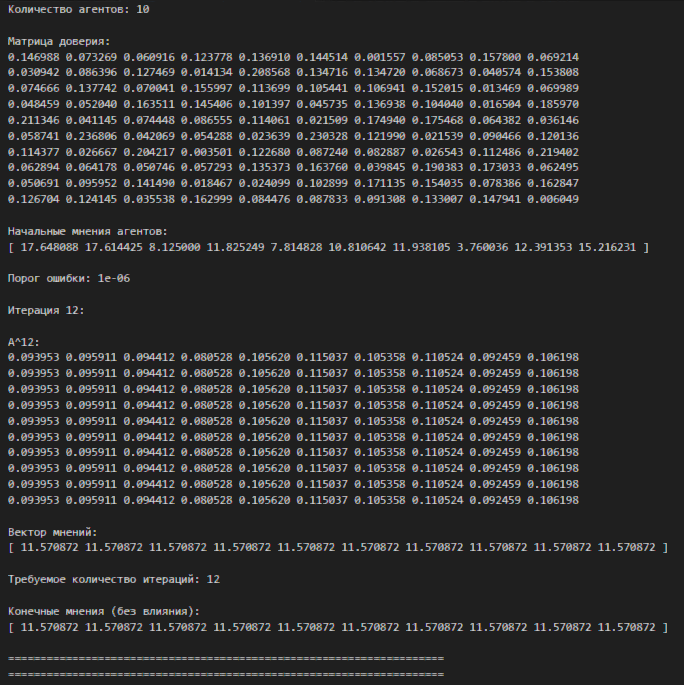 Количество агентов: 10
Матрица доверия:
0.146988 0.073269 0.060916 0.123778 0.136910 0.144514 0.001557 0.085053 0.157800 0.069214
0.030942 0.086396 0.127469 0.014134 0.208568 0.134716 0.134720 0.068673 0.040574 0.153808
0.074666 0.137742 0.070041 0.155997 0.113699 0.105441 0.106941 0.152015 0.013469 0.069989
0.048459 0.052040 0.163511 0.145406 0.101397 0.045735 0.136938 0.104040 0.016504 0.185970
0.211346 0.041145 0.074448 0.086555 0.114061 0.021509 0.174940 0.175468 0.064382 0.036146
0.058741 0.236806 0.042069 0.054288 0.023639 0.230328 0.121990 0.021539 0.090466 0.120136
0.114377 0.026667 0.204217 0.003501 0.122680 0.087240 0.082887 0.026543 0.112486 0.219402
0.062894 0.064178 0.050746 0.057293 0.135373 0.163760 0.039845 0.190383 0.173033 0.062495
0.050691 0.095952 0.141490 0.018467 0.024099 0.102899 0.171135 0.154035 0.078386 0.162847
0.126704 0.124145 0.035538 0.162999 0.084476 0.087833 0.091308 0.133007 0.147941 0.006049
Начальные мнения агентов:
[ 17.648088 17.614425 8.125000 11.825249 7.814828 10.810642 11.938105 3.760036 12.391353 15.216231 ]
Порог ошибки: 1e-06
Итерация 12:
A^12:
0.093953 0.095911 0.094412 0.080528 0.105620 0.115037 0.105358 0.110524 0.092459 0.106198
0.093953 0.095911 0.094412 0.080528 0.105620 0.115037 0.105358 0.110524 0.092459 0.106198
0.093953 0.095911 0.094412 0.080528 0.105620 0.115037 0.105358 0.110524 0.092459 0.106198
0.093953 0.095911 0.094412 0.080528 0.105620 0.115037 0.105358 0.110524 0.092459 0.106198
0.093953 0.095911 0.094412 0.080528 0.105620 0.115037 0.105358 0.110524 0.092459 0.106198
0.093953 0.095911 0.094412 0.080528 0.105620 0.115037 0.105358 0.110524 0.092459 0.106198
0.093953 0.095911 0.094412 0.080528 0.105620 0.115037 0.105358 0.110524 0.092459 0.106198
0.093953 0.095911 0.094412 0.080528 0.105620 0.115037 0.105358 0.110524 0.092459 0.106198
0.093953 0.095911 0.094412 0.080528 0.105620 0.115037 0.105358 0.110524 0.092459 0.106198
0.093953 0.095911 0.094412 0.080528 0.105620 0.115037 0.105358 0.110524 0.092459 0.106198
Вектор мнений:
[ 11.570872 11.570872 11.570872 11.570872 11.570872 11.570872 11.570872 11.570872 11.570872 11.570872 ]
Требуемое количество итераций: 12
Конечные мнения (без влияния):
[ 11.570872 11.570872 11.570872 11.570872 11.570872 11.570872 11.570872 11.570872 11.570872 11.570872 ]
====================================================================
====================================================================